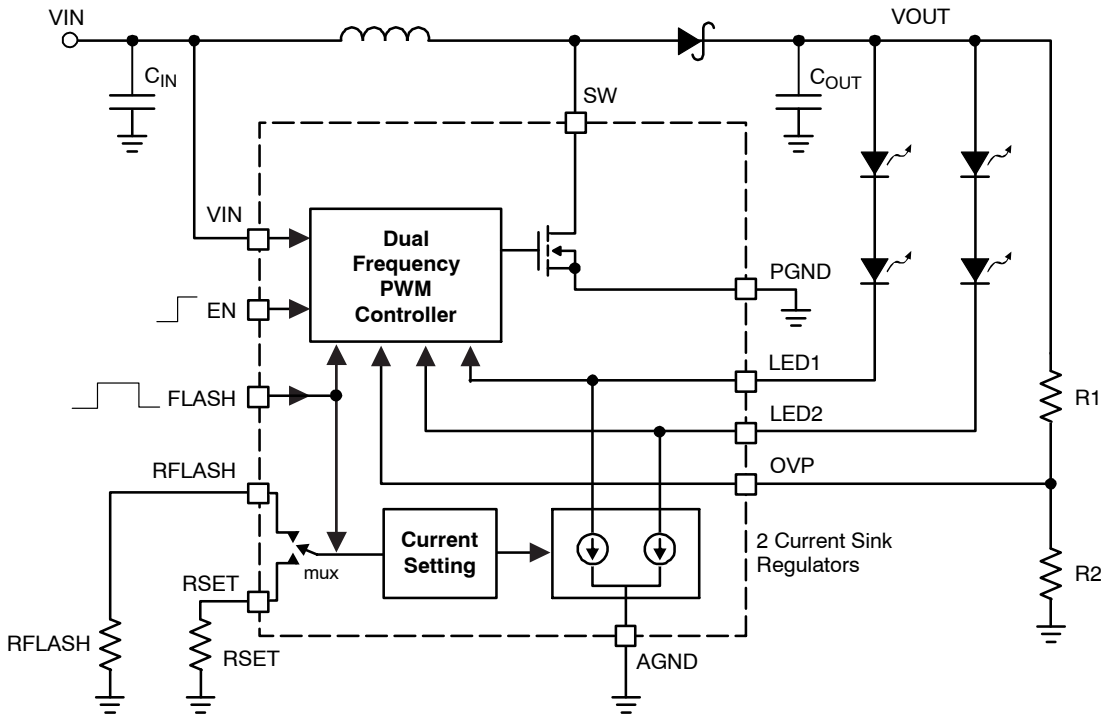 VIN
VOUT
C_IN
C_OUT
SW
VIN
Dual
Frequency
PWM
Controller
PGND
EN
LED1
FLASH
R1
LED2
RFLASH
OVP
Current
Setting
2 Current Sink
Regulators
mux
RSET
R2
RFLASH
RSET
AGND